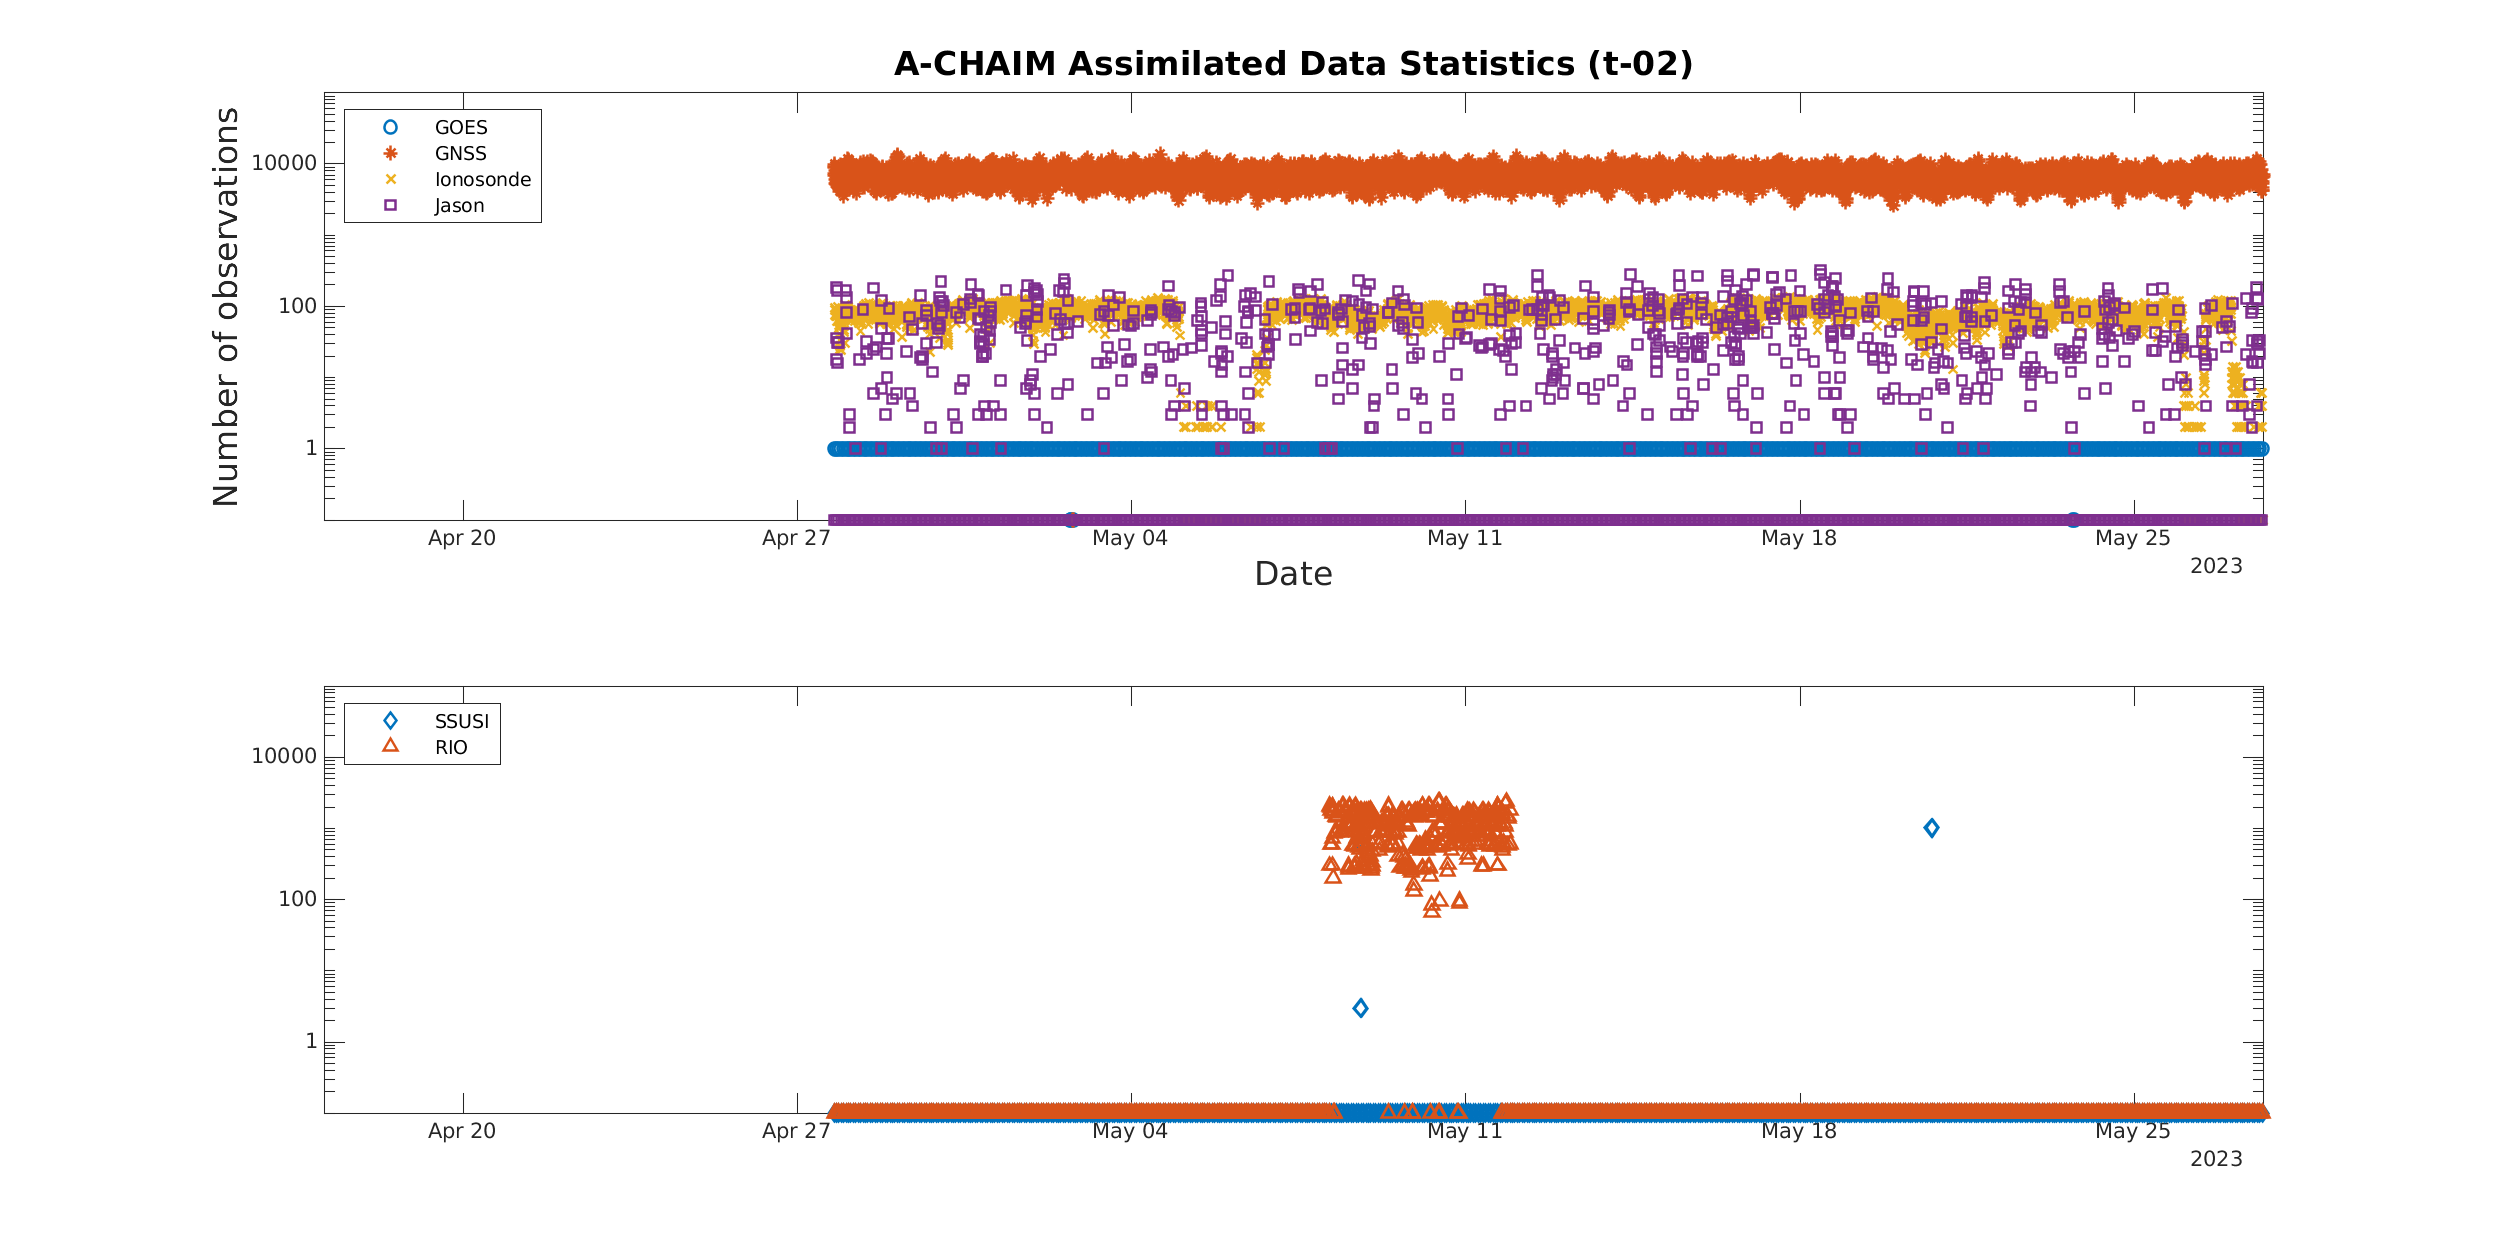 A-CHAIM Assimilated Data Statistics (t-02)
Number of observations
10000
100
1
GOES
GNSS
Ionosonde
Jason
Apr 20
Apr 27
May 04
May 11
May 18
May 25
2023
Date
10000
100
1
SSUSI
RIO
Apr 20
Apr 27
May 04
May 11
May 18
May 25
2023